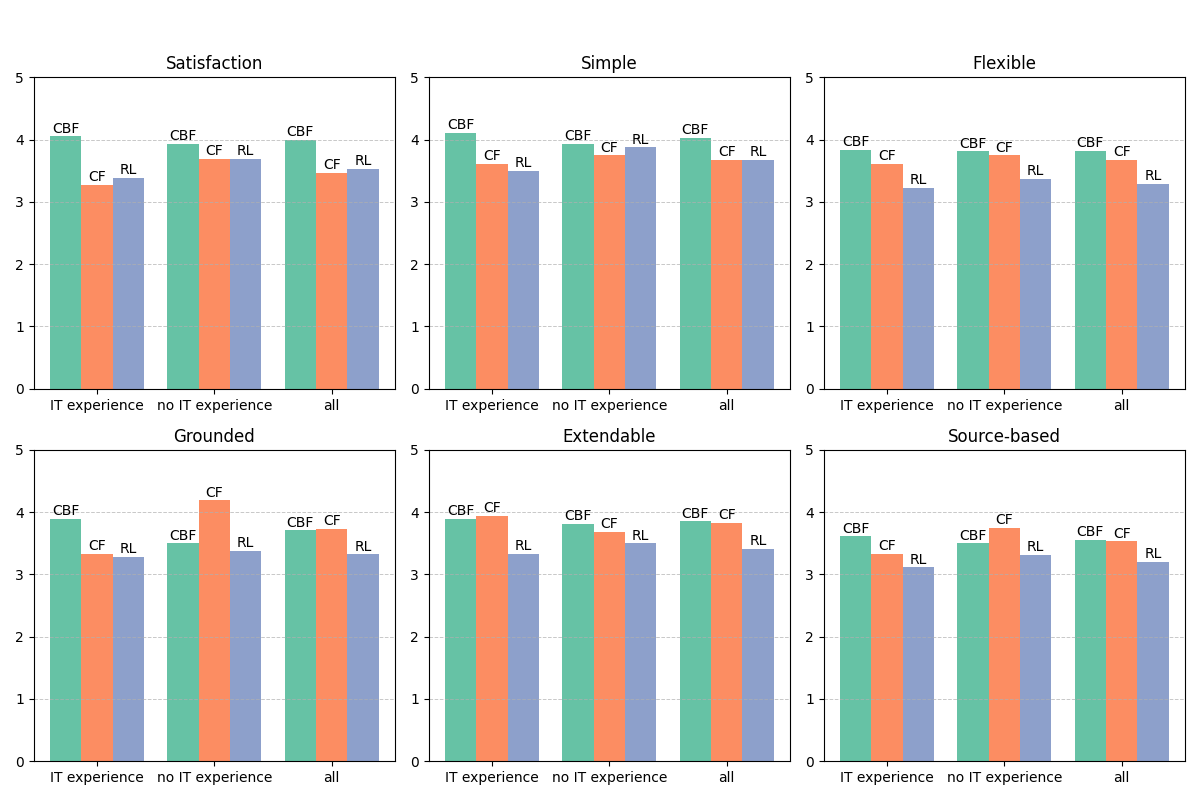 Satisfaction
5
4
3
2
1
0
CBF
CF
RL
CBF
CF
RL
CBF
CF
RL
IT experience no IT experience all
Simple
5
4
3
2
1
0
CBF
CF
RL
CBF
CF
RL
CBF
CF
RL
IT experience no IT experience all
Flexible
5
4
3
2
1
0
CBF
CF
RL
CBF
CF
RL
CBF
CF
RL
IT experience no IT experience all
Grounded
5
4
3
2
1
0
CBF
CF
RL
CBF
CF
RL
CBF
CF
RL
IT experience no IT experience all
Extendable
5
4
3
2
1
0
CBF
CF
RL
CBF
CF
RL
CBF
CF
RL
IT experience no IT experience all
Source-based
5
4
3
2
1
0
CBF
CF
RL
CBF
CF
RL
CBF
CF
RL
IT experience no IT experience all